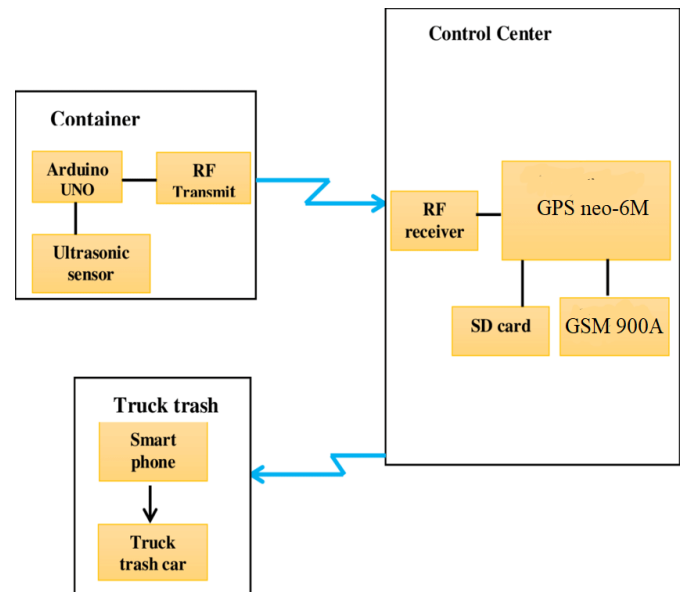 Control Center
Container
Arduino
UNO
RF
Transmit
Ultrasonic
sensor
RF
receiver
GPS neo-6M
SD card
GSM 900A
Truck trash
Smart
phone
Truck
trash car